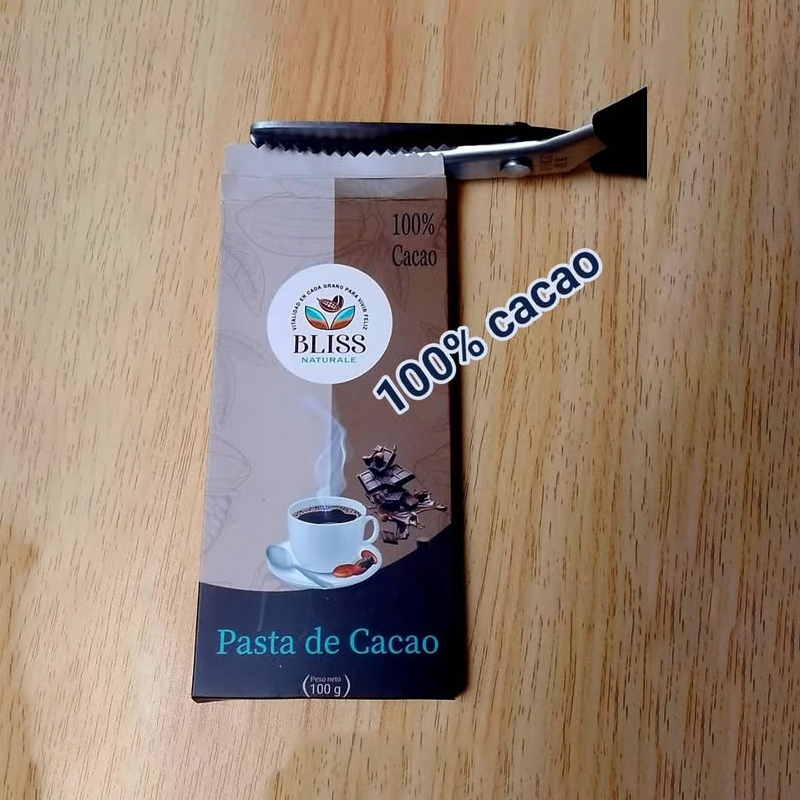 100%
Cacao
VITALIDAD EN CADA GRANO PARA VIVIR FELIZ
BLISS
NATURALE
100% cacao
Pasta de Cacao
Peso neto
100 g